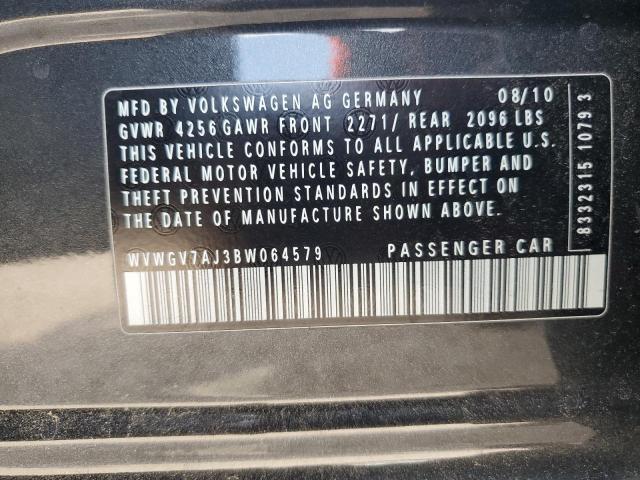 MFD BY VOLKSWAGEN AG GERMANY 08/10
GVWR 4256 GAWR FRONT 2271/ REAR 2096 LBS
THIS VEHICLE CONFORMS TO ALL APPLICABLE U.S.
FEDERAL MOTOR VEHICLE SAFETY, BUMPER AND
THEFT PREVENTION STANDARDS IN EFFECT ON
THE DATE OF MANUFACTURE SHOWN ABOVE.
WVWGV7AJ3BW064579 PASSENGER CAR
8332315 1079 3